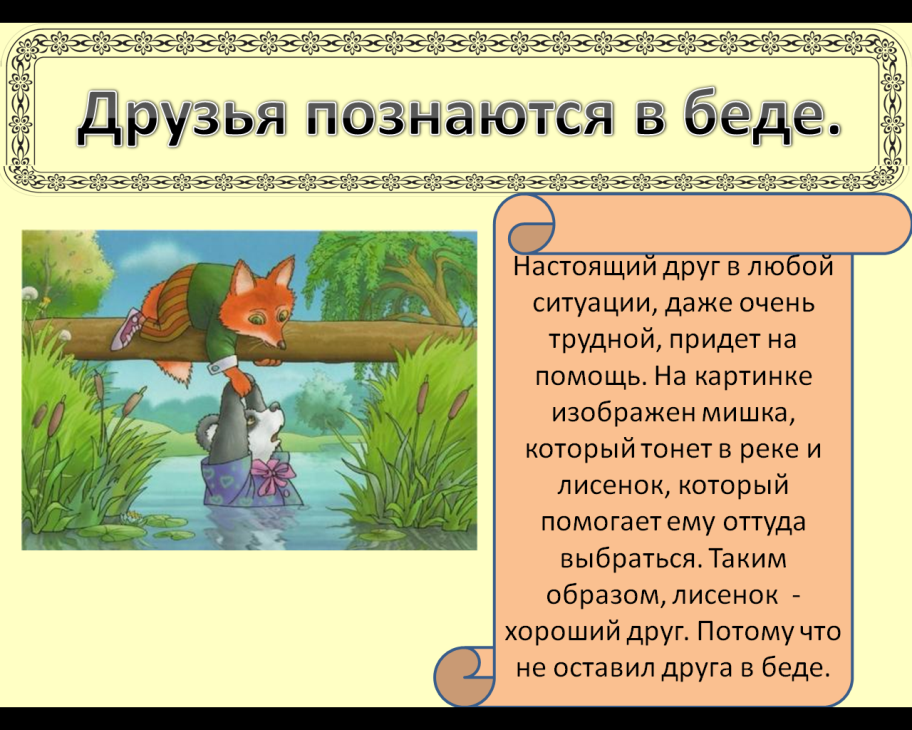 Друзья познаются в беде.
Настоящий друг в любой
ситуации, даже очень
трудной, придет на
помощь. На картинке
изображен мишка,
который тонет в реке и
лисенок, который
помогает ему оттуда
выбраться. Таким
образом, лисенок -
хороший друг. Потому что
не оставил друга в беде.